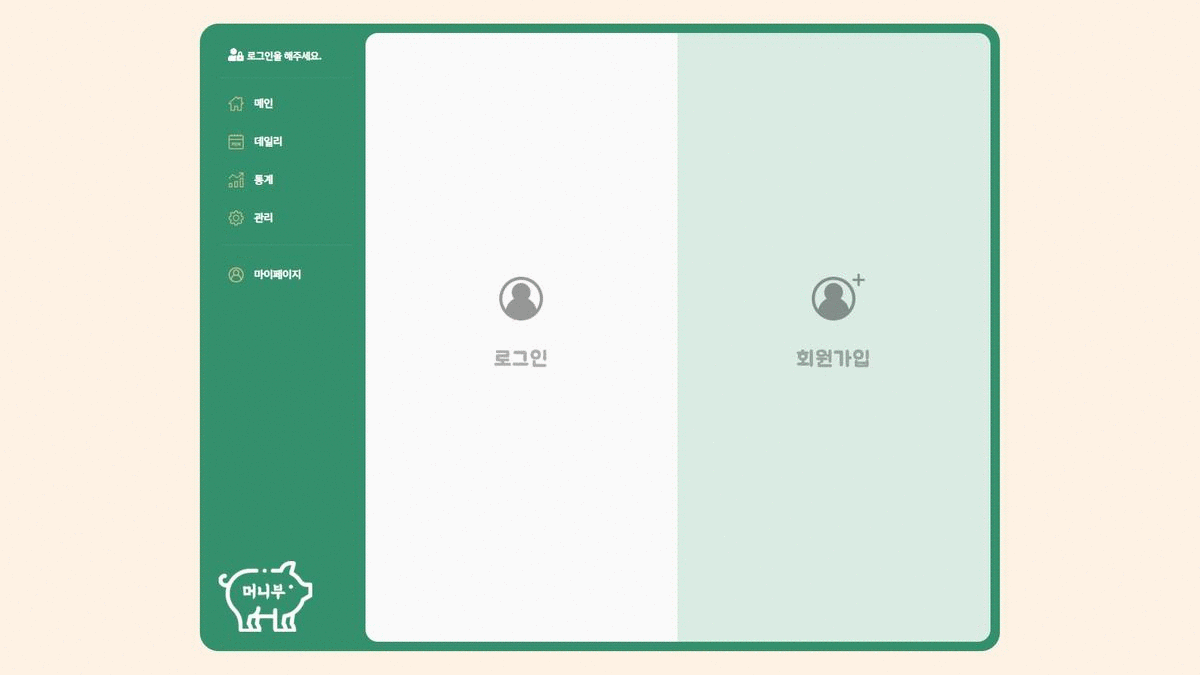 로그인을 해주세요.
메인
데일리
통계
관리
마이페이지
머니부
로그인
회원가입